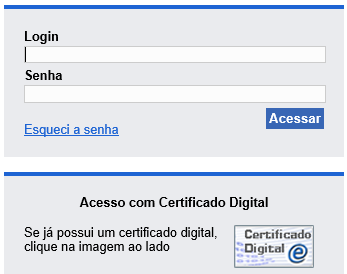 Login
Senha
Acessar
Esqueci a senha
Acesso com Certificado Digital
Se já possui um certificado digital,
clique na imagem ao lado
Certificado
Digital e